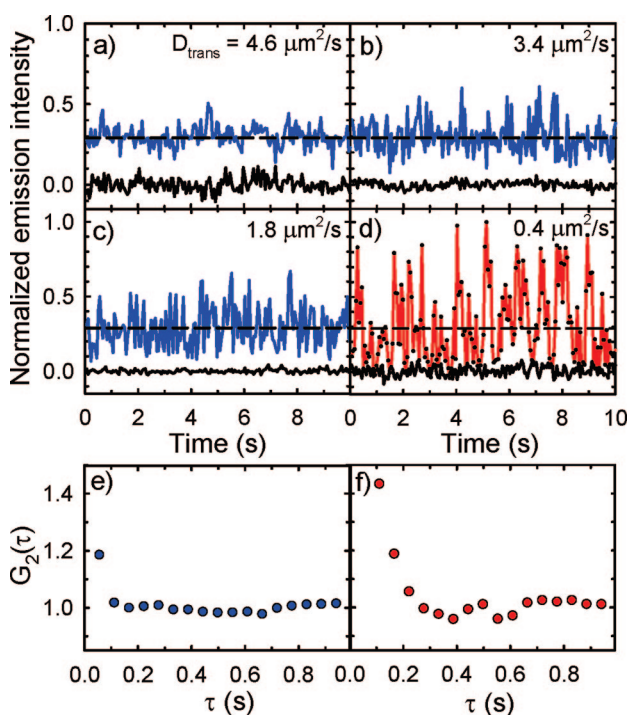 Normalized emission intensity
1.0
0.5
0.0
1.0
0.5
0.0
a) D_trans = 4.6 μm²/s
b) 3.4 μm²/s
c) 1.8 μm²/s
d) 0.4 μm²/s
0 2 4 6 8 0 2 4 6 8 10
Time (s) Time (s)
G₂(τ)
1.4
1.2
1.0
e) f)
0.0 0.2 0.4 0.6 0.8 0.0 0.2 0.4 0.6 0.8 1.0
τ (s) τ (s)